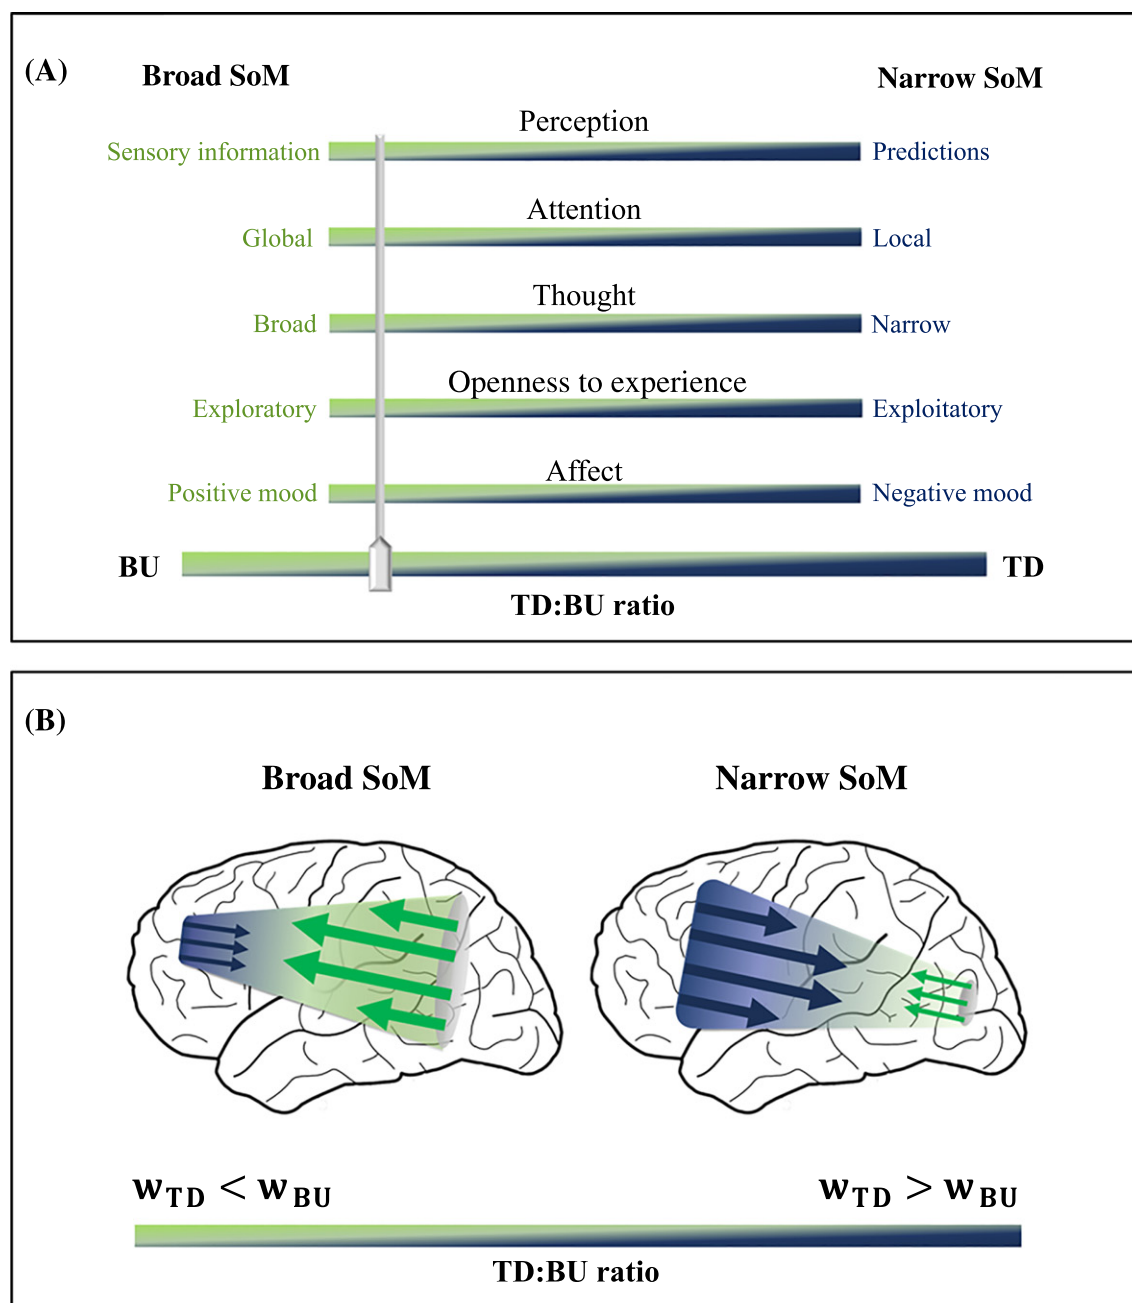 (A)
Broad SoM
Narrow SoM
Perception
Sensory information
Predictions
Attention
Global
Local
Thought
Broad
Narrow
Openness to experience
Exploratory
Exploitatory
Affect
Positive mood
Negative mood
BU
TD
TD:BU ratio
(B)
Broad SoM
Narrow SoM
wTD < wBU
wTD > wBU
TD:BU ratio